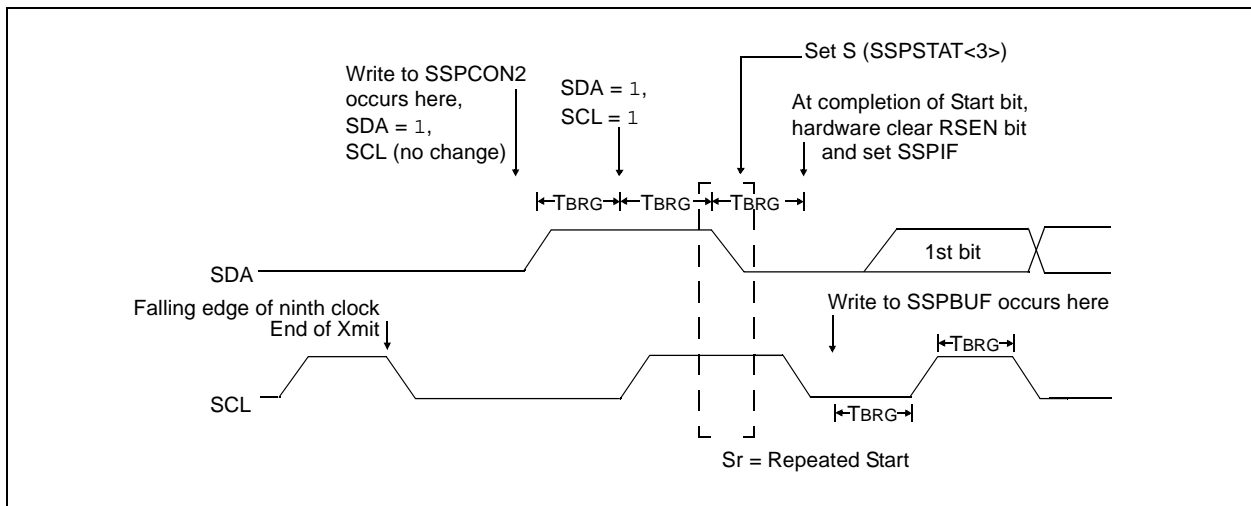 Set S (SSPSTAT<3>)
Write to SSPCON2
occurs here,
SDA = 1,
SCL (no change)
SDA = 1,
SCL = 1
At completion of Start bit,
hardware clear RSEN bit
and set SSPIF
TBRG
TBRG
TBRG
SDA
1st bit
Falling edge of ninth clock
End of Xmit
Write to SSPBUF occurs here
TBRG
SCL
TBRG
Sr = Repeated Start